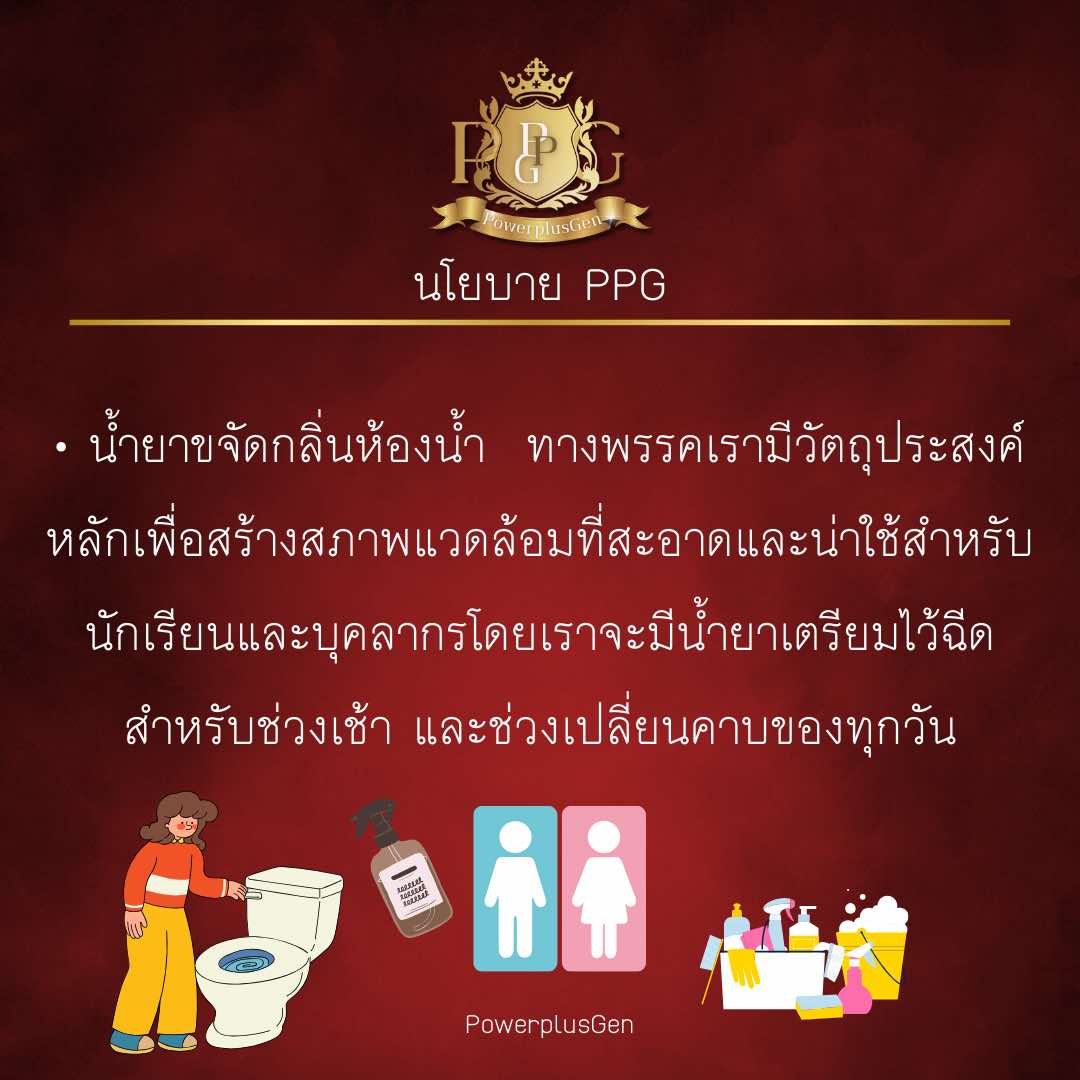 P G
PPG
PowerplusGen
นโยบาย PPG
• น้ำยาขจัดกลิ่นห้องน้ำ ทางพรรคเรามีวัตถุประสงค์
หลักเพื่อสร้างสภาพแวดล้อมที่สะอาดและน่าใช้สำหรับ
นักเรียนและบุคลากรโดยเราจะมีน้ำยาเตรียมไว้ฉีด
สำหรับช่วงเช้า และช่วงเปลี่ยนคาบของทุกวัน
PowerplusGen